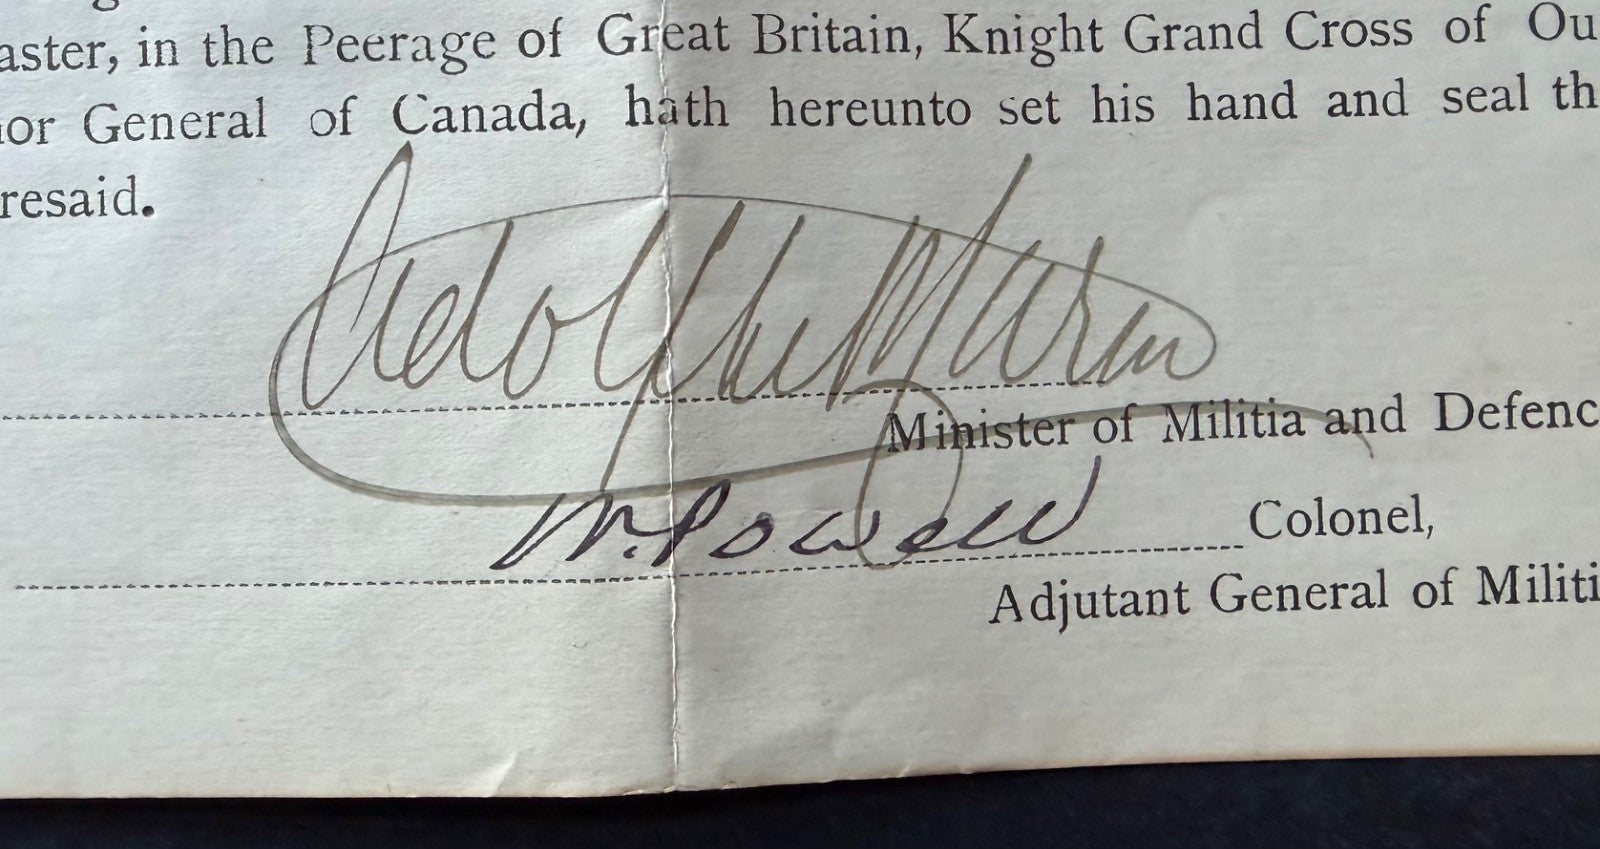 aster, in the Peerage of Great Britain, Knight Grand Cross of Ou
or General of Canada, hath hereunto set his hand and seal th
resaid.
Adolphe
Minister of Militia and Defenc
W. Powell Colonel,
Adjutant General of Militi